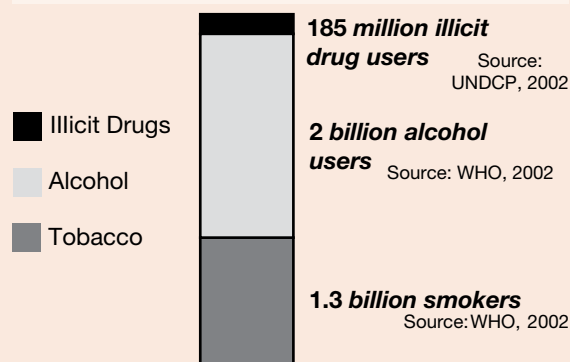 185 million illicit
drug users
Source:
UNDCP, 2002
Illicit Drugs
2 billion alcohol
users
Source: WHO, 2002
Alcohol
Tobacco
1.3 billion smokers
Source:WHO, 2002